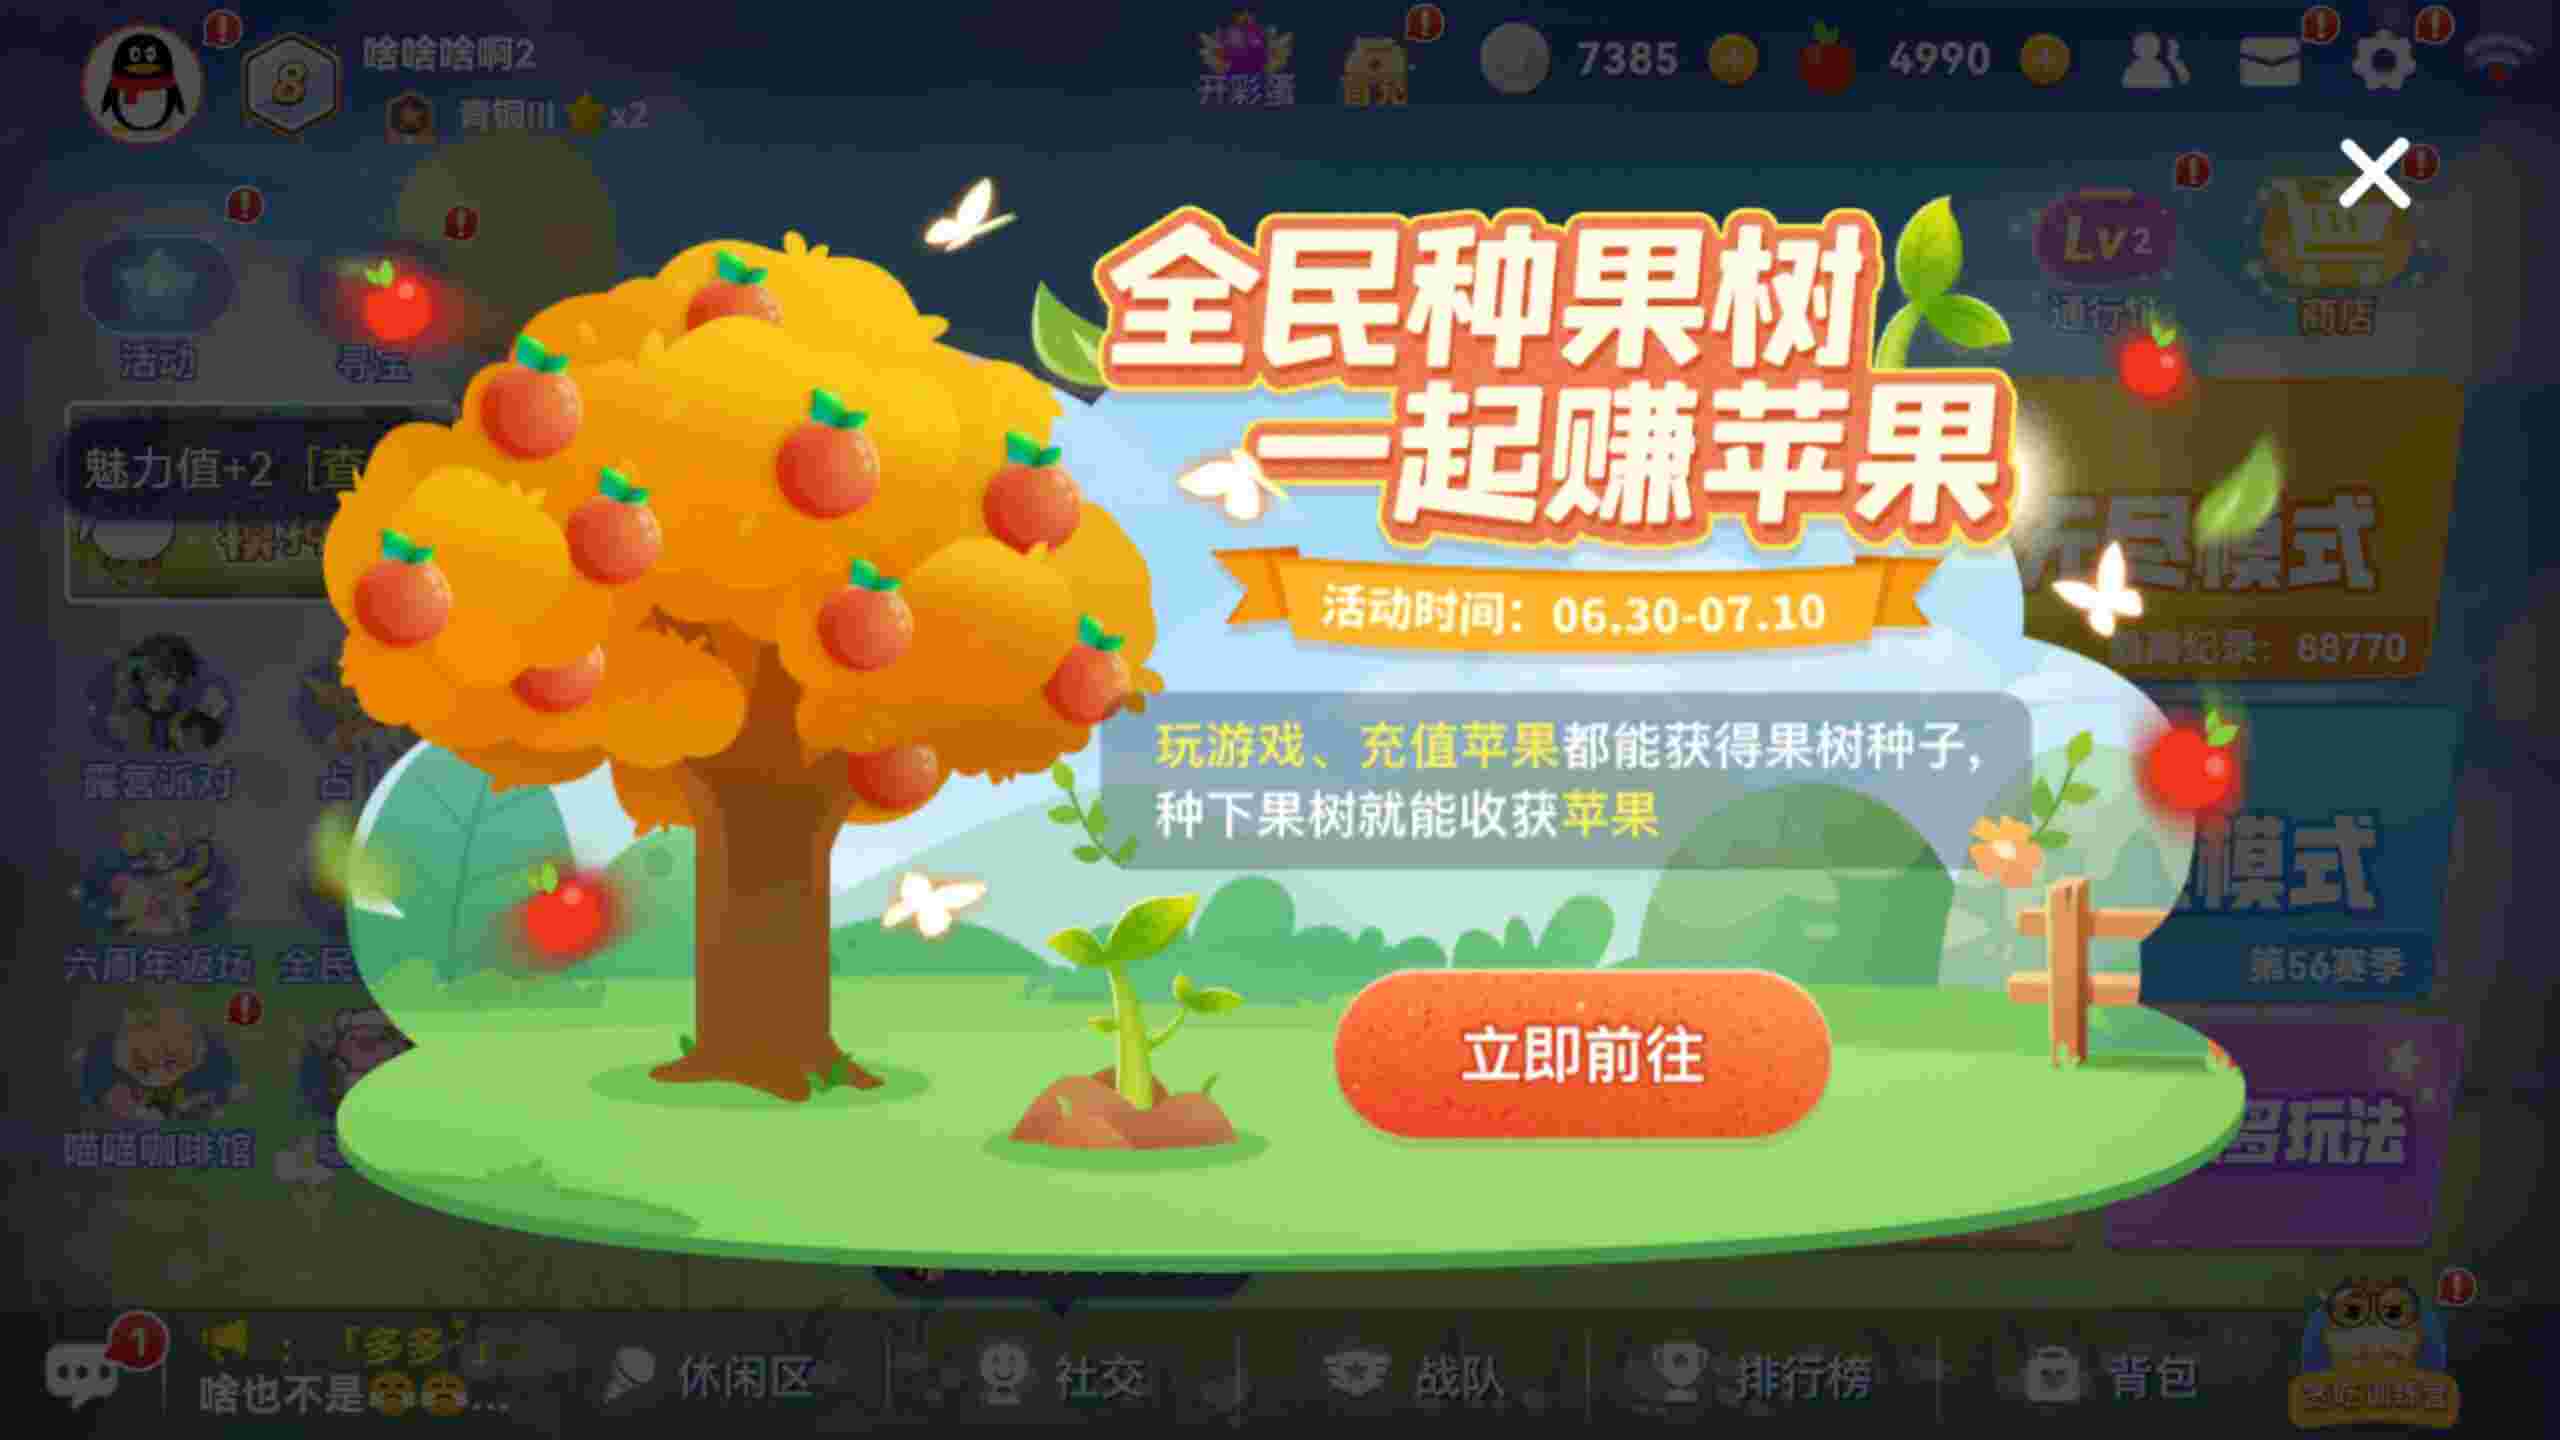 8
啥啥啥啊2
青铜III
x2
开彩蛋
首充
7385
4990
活动
寻宝
Lv2
通行证
商店
全民种果树
一起赚苹果
活动时间：06.30-07.10
魅力值+2 [查
玩游戏、充值苹果都能获得果树种子，
种下果树就能收获苹果
尽模式
最高纪录：88770
露营派对
占
模式
第56赛季
六周年返场
全民
立即前往
喵喵咖啡馆
多玩法
1
：「多多
啥也不是
...
休闲区
社交
战队
排行榜
背包